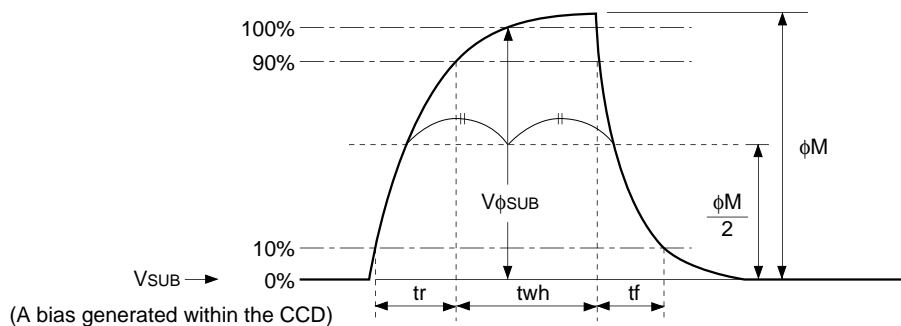 100%
90%
φM
VφSUB
φM
2
10%
VSUB
0%
tr
twh
tf
(A bias generated within the CCD)